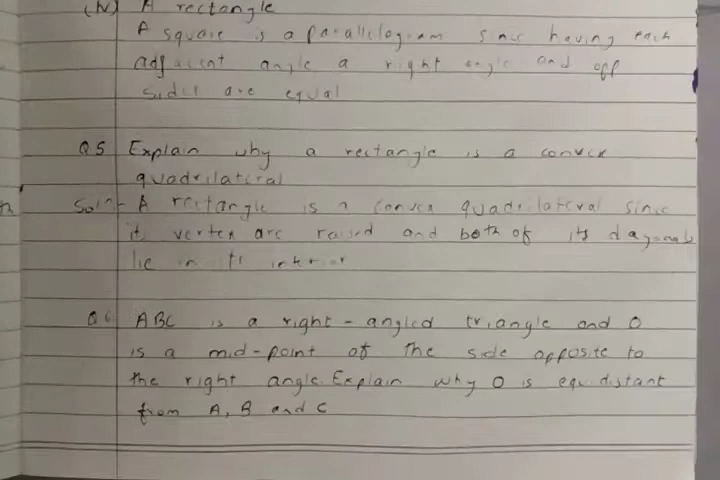 (iv) A rectangle
A square is a parallelogram since having each
adjacent angle a right angle and opp
sides are equal
Q5 Explain why a rectangle is a convex
quadrilateral
Soln- A rectangle is a convex quadrilateral since
its vertex are raised and both of its diagonals
lie in its interior
Q6 ABC is a right-angled triangle and O
is a mid-point of the side opposite to
the right angle. Explain why O is equidistant
from A, B and C